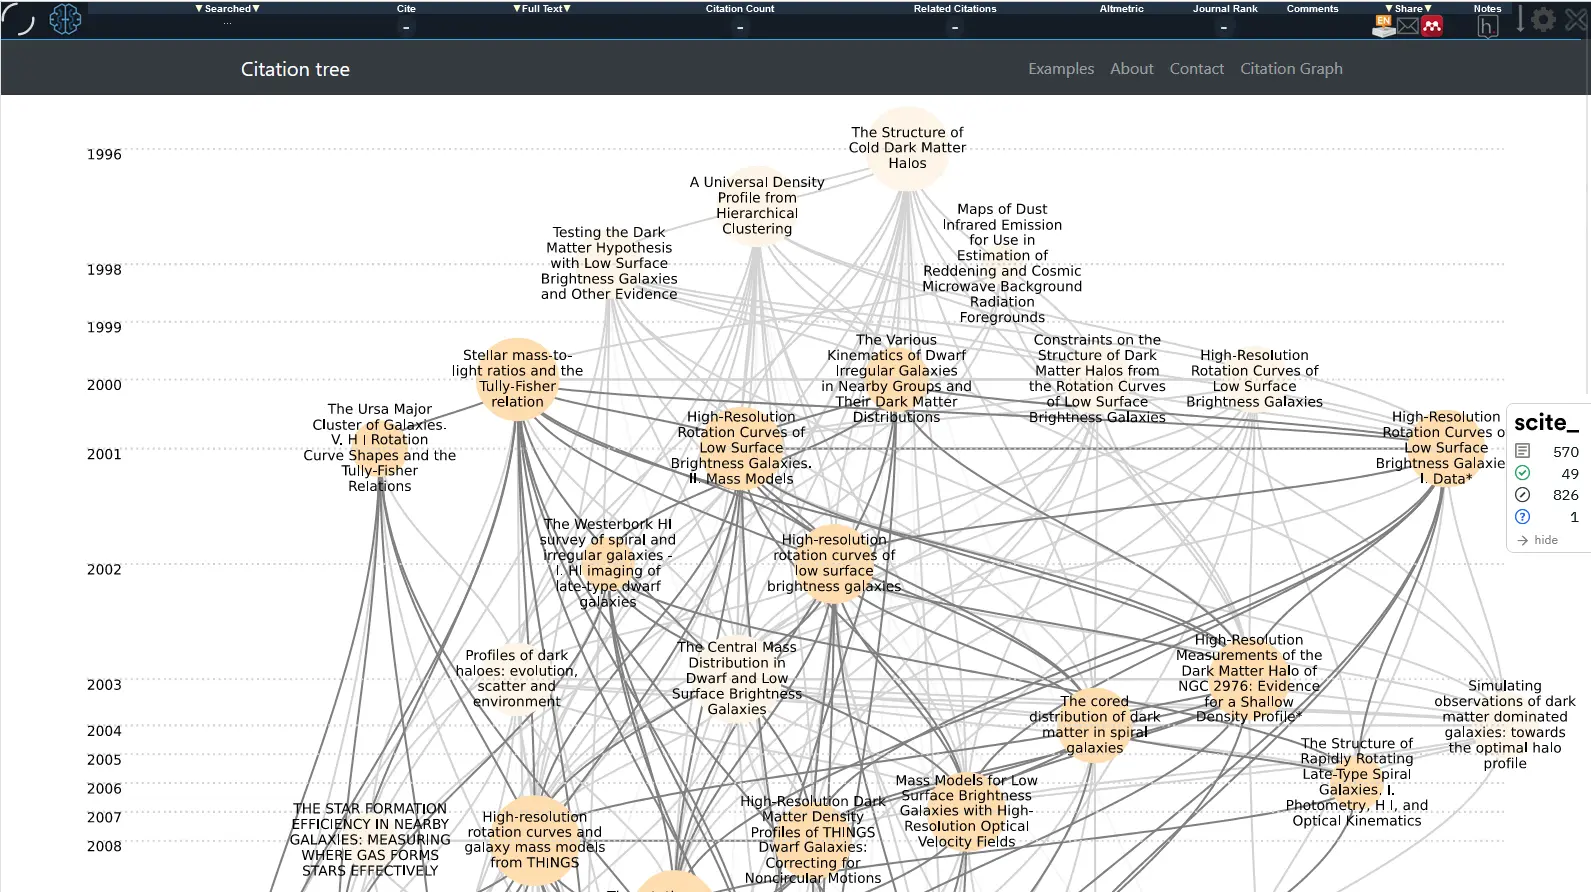 ▼Searched▼
...
Cite
-
▼Full Text▼
Citation Count
-
Related Citations
-
Altmetric
Journal Rank
-
Comments
▼Share▼
EN
Notes
h.
Citation tree
Examples
About
Contact
Citation Graph
1996
The Structure of
Cold Dark Matter
Halos
A Universal Density
Profile from
Hierarchical
Clustering
Maps of Dust
Infrared Emission
for Use in
Estimation of
Reddening and Cosmic
Microwave Background
Radiation
Foregrounds
Testing the Dark
Matter Hypothesis
with Low Surface
Brightness Galaxies
and Other Evidence
1998
1999
Stellar mass-to-
light ratios and the
Tully-Fisher
relation
The Various
Kinematics of Dwarf
Irregular Galaxies
in Nearby Groups and
Their Dark Matter
Distributions
Constraints on the
Structure of Dark
Matter Halos from
the Rotation Curves
of Low Surface
Brightness Galaxies
High-Resolution
Rotation Curves of
Low Surface
Brightness Galaxies
2000
The Ursa Major
Cluster of Galaxies.
V. H I Rotation
Curve Shapes and the
Tully-Fisher
Relations
High-Resolution
Rotation Curves of
Low Surface
Brightness Galaxies.
II. Mass Models
High-Resolution
Rotation Curves o
Low Surface
Brightness Galaxie
I. Data*
2001
scite_
570
49
826
1
→ hide
The Westerbork HI
survey of spiral and
irregular galaxies -
I. HI imaging of
late-type dwarf
galaxies
High-resolution
rotation curves of
low surface
brightness galaxies
2002
Profiles of dark
haloes: evolution,
scatter and
environment
The Central Mass
Distribution in
Dwarf and Low
Surface Brightness
Galaxies
High-Resolution
Measurements of the
Dark Matter Halo of
NGC 2976: Evidence
for a Shallow
Density Profile*
2003
The cored
distribution of dark
matter in spiral
galaxies
Simulating
observations of dark
matter dominated
galaxies: towards
the optimal halo
profile
2004
2005
The Structure of
Rapidly Rotating
Late-Type Spiral
Galaxies. I.
Photometry, H I, and
Optical Kinematics
2006
2007
2008
THE STAR FORMATION
EFFICIENCY IN NEARBY
GALAXIES: MEASURING
WHERE GAS FORMS
STARS EFFECTIVELY
High-resolution
rotation curves and
galaxy mass models
from THINGS
High-Resolution Dark
Matter Density
Profiles of THINGS
Dwarf Galaxies:
Correcting for
Noncircular Motions
Mass Models for Low
Surface Brightness
Galaxies with High-
Resolution Optical
Velocity Fields